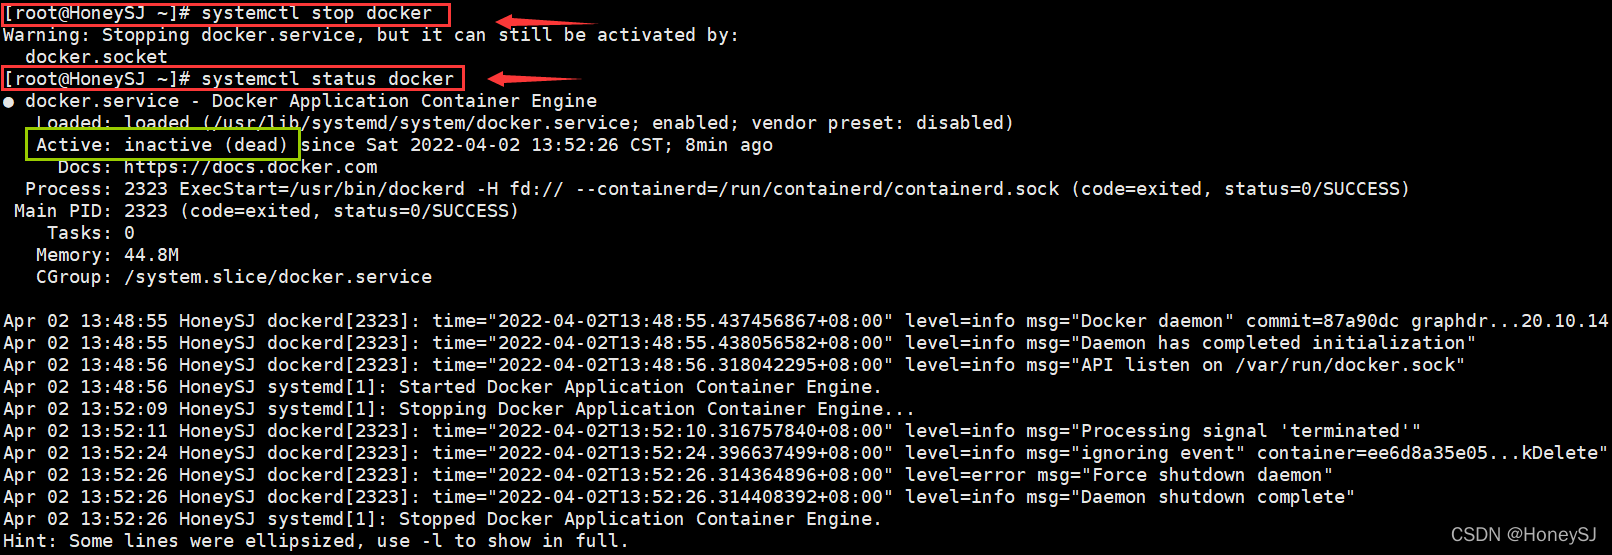 [root@HoneySJ ~]# systemctl stop docker
Warning: Stopping docker.service, but it can still be activated by:
  docker.socket
[root@HoneySJ ~]# systemctl status docker
● docker.service - Docker Application Container Engine
   Loaded: loaded (/usr/lib/systemd/system/docker.service; enabled; vendor preset: disabled)
   Active: inactive (dead) since Sat 2022-04-02 13:52:26 CST; 8min ago
     Docs: https://docs.docker.com
  Process: 2323 ExecStart=/usr/bin/dockerd -H fd:// --containerd=/run/containerd/containerd.sock (code=exited, status=0/SUCCESS)
 Main PID: 2323 (code=exited, status=0/SUCCESS)
    Tasks: 0
   Memory: 44.8M
   CGroup: /system.slice/docker.service

Apr 02 13:48:55 HoneySJ dockerd[2323]: time="2022-04-02T13:48:55.437456867+08:00" level=info msg="Docker daemon" commit=87a90dc graphdr...20.10.14
Apr 02 13:48:55 HoneySJ dockerd[2323]: time="2022-04-02T13:48:55.438056582+08:00" level=info msg="Daemon has completed initialization"
Apr 02 13:48:56 HoneySJ dockerd[2323]: time="2022-04-02T13:48:56.318042295+08:00" level=info msg="API listen on /var/run/docker.sock"
Apr 02 13:48:56 HoneySJ systemd[1]: Started Docker Application Container Engine.
Apr 02 13:52:09 HoneySJ systemd[1]: Stopping Docker Application Container Engine...
Apr 02 13:52:11 HoneySJ dockerd[2323]: time="2022-04-02T13:52:10.316757840+08:00" level=info msg="Processing signal 'terminated'"
Apr 02 13:52:24 HoneySJ dockerd[2323]: time="2022-04-02T13:52:24.396637499+08:00" level=info msg="ignoring event" container=ee6d8a35e05...kDelete"
Apr 02 13:52:26 HoneySJ dockerd[2323]: time="2022-04-02T13:52:26.314364896+08:00" level=error msg="Force shutdown daemon"
Apr 02 13:52:26 HoneySJ dockerd[2323]: time="2022-04-02T13:52:26.314408392+08:00" level=info msg="Daemon shutdown complete"
Apr 02 13:52:26 HoneySJ systemd[1]: Stopped Docker Application Container Engine.
Hint: Some lines were ellipsized, use -l to show in full.
CSDN @HoneySJ